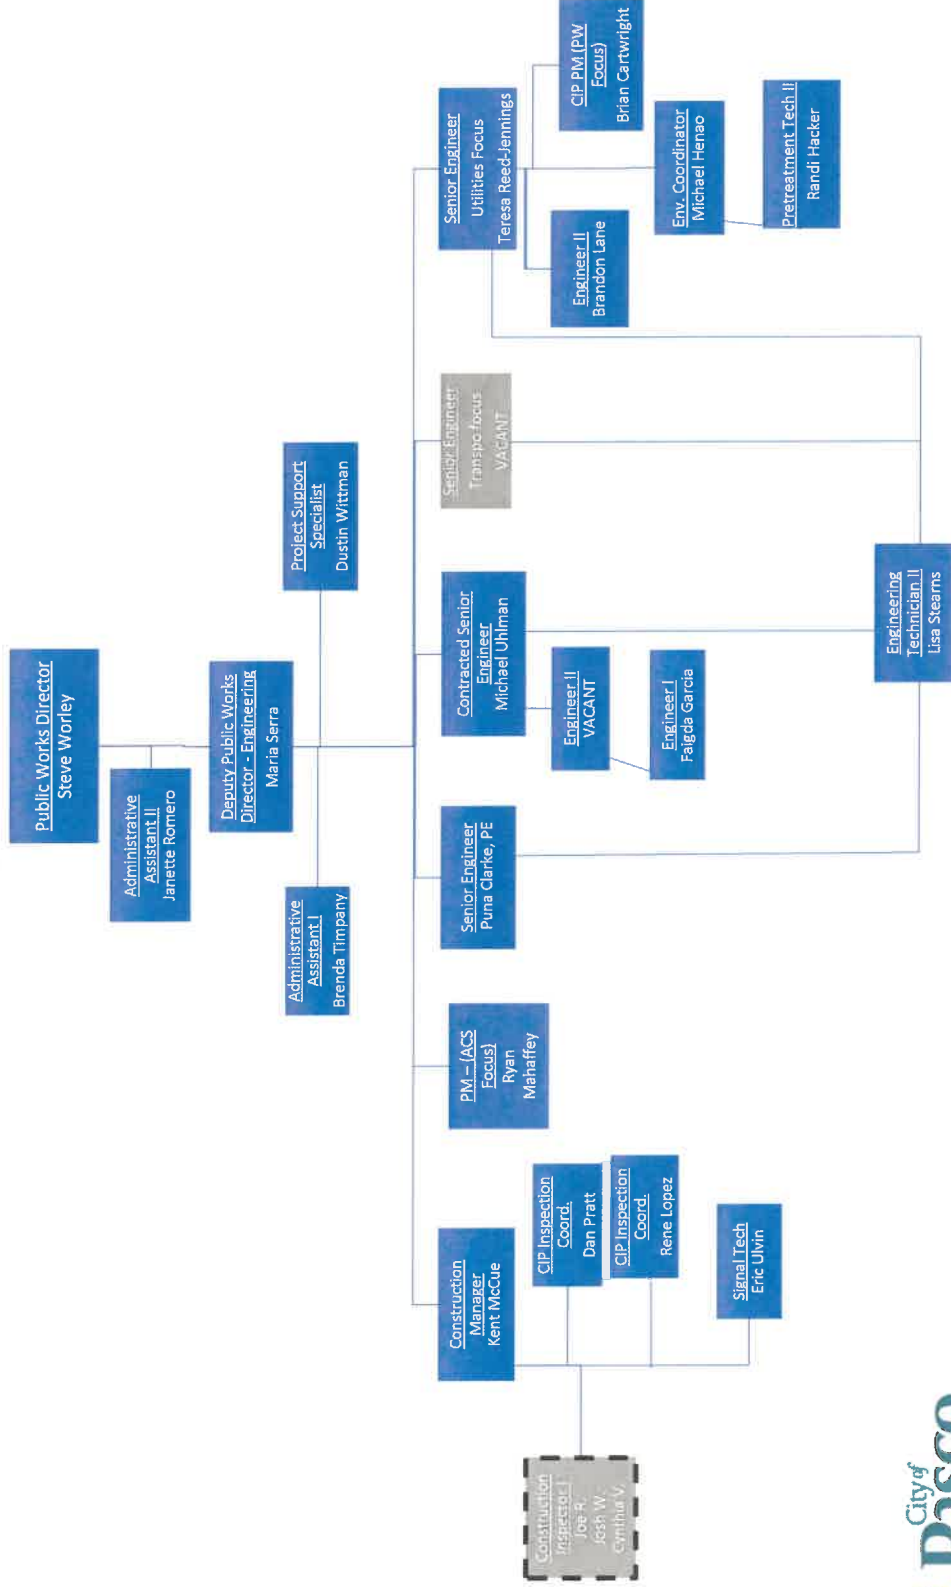 Public Works Director
Steve Worley
Administrative
Assistant II
Janette Romero
Deputy Public Works
Director - Engineering
Maria Serra
Administrative
Assistant I
Brenda Timpany
Project Support
Specialist
Dustin Wittman
Construction
Manager
Kent McCue
PM – (ACS
Focus)
Ryan
Mahaffey
Senior Engineer
Puna Clarke, PE
Contracted Senior
Engineer
Michael Uhlman
Senior Engineer
Transpo focus
VACANT
Senior Engineer
Utilities Focus
Teresa Reed-Jennings
Construction
Inspector I
Joe R.
Josh W.
Cynthia V.
CIP Inspection
Coord.
Dan Pratt
CIP Inspection
Coord.
Rene Lopez
Signal Tech
Eric Ulvin
Engineer II
VACANT
Engineer I
Faigda Garcia
Engineer II
Brandon Lane
CIP PM (PW
Focus)
Brian Cartwright
Env. Coordinator
Michael Henao
Pretreatment Tech II
Randi Hacker
Engineering
Technician II
Lisa Stearns
City of
Pasco